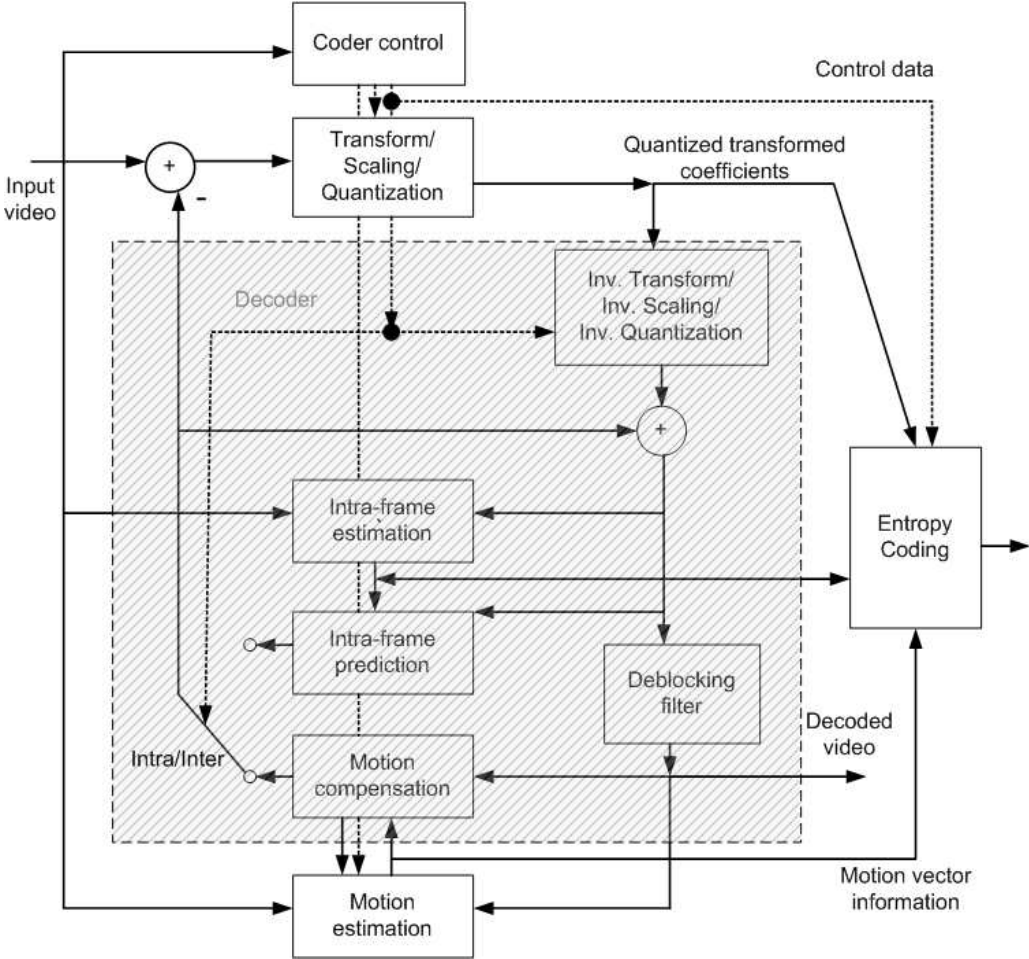 Coder control
Control data
Transform/
Scaling/
Quantization
+
-
Input
video
Quantized transformed
coefficients
Decoder
Inv. Transform/
Inv. Scaling/
Inv. Quantization
+
Intra-frame
estimation
Entropy
Coding
Intra-frame
prediction
Deblocking
filter
Decoded
video
Intra/Inter
Motion
compensation
Motion vector
information
Motion
estimation